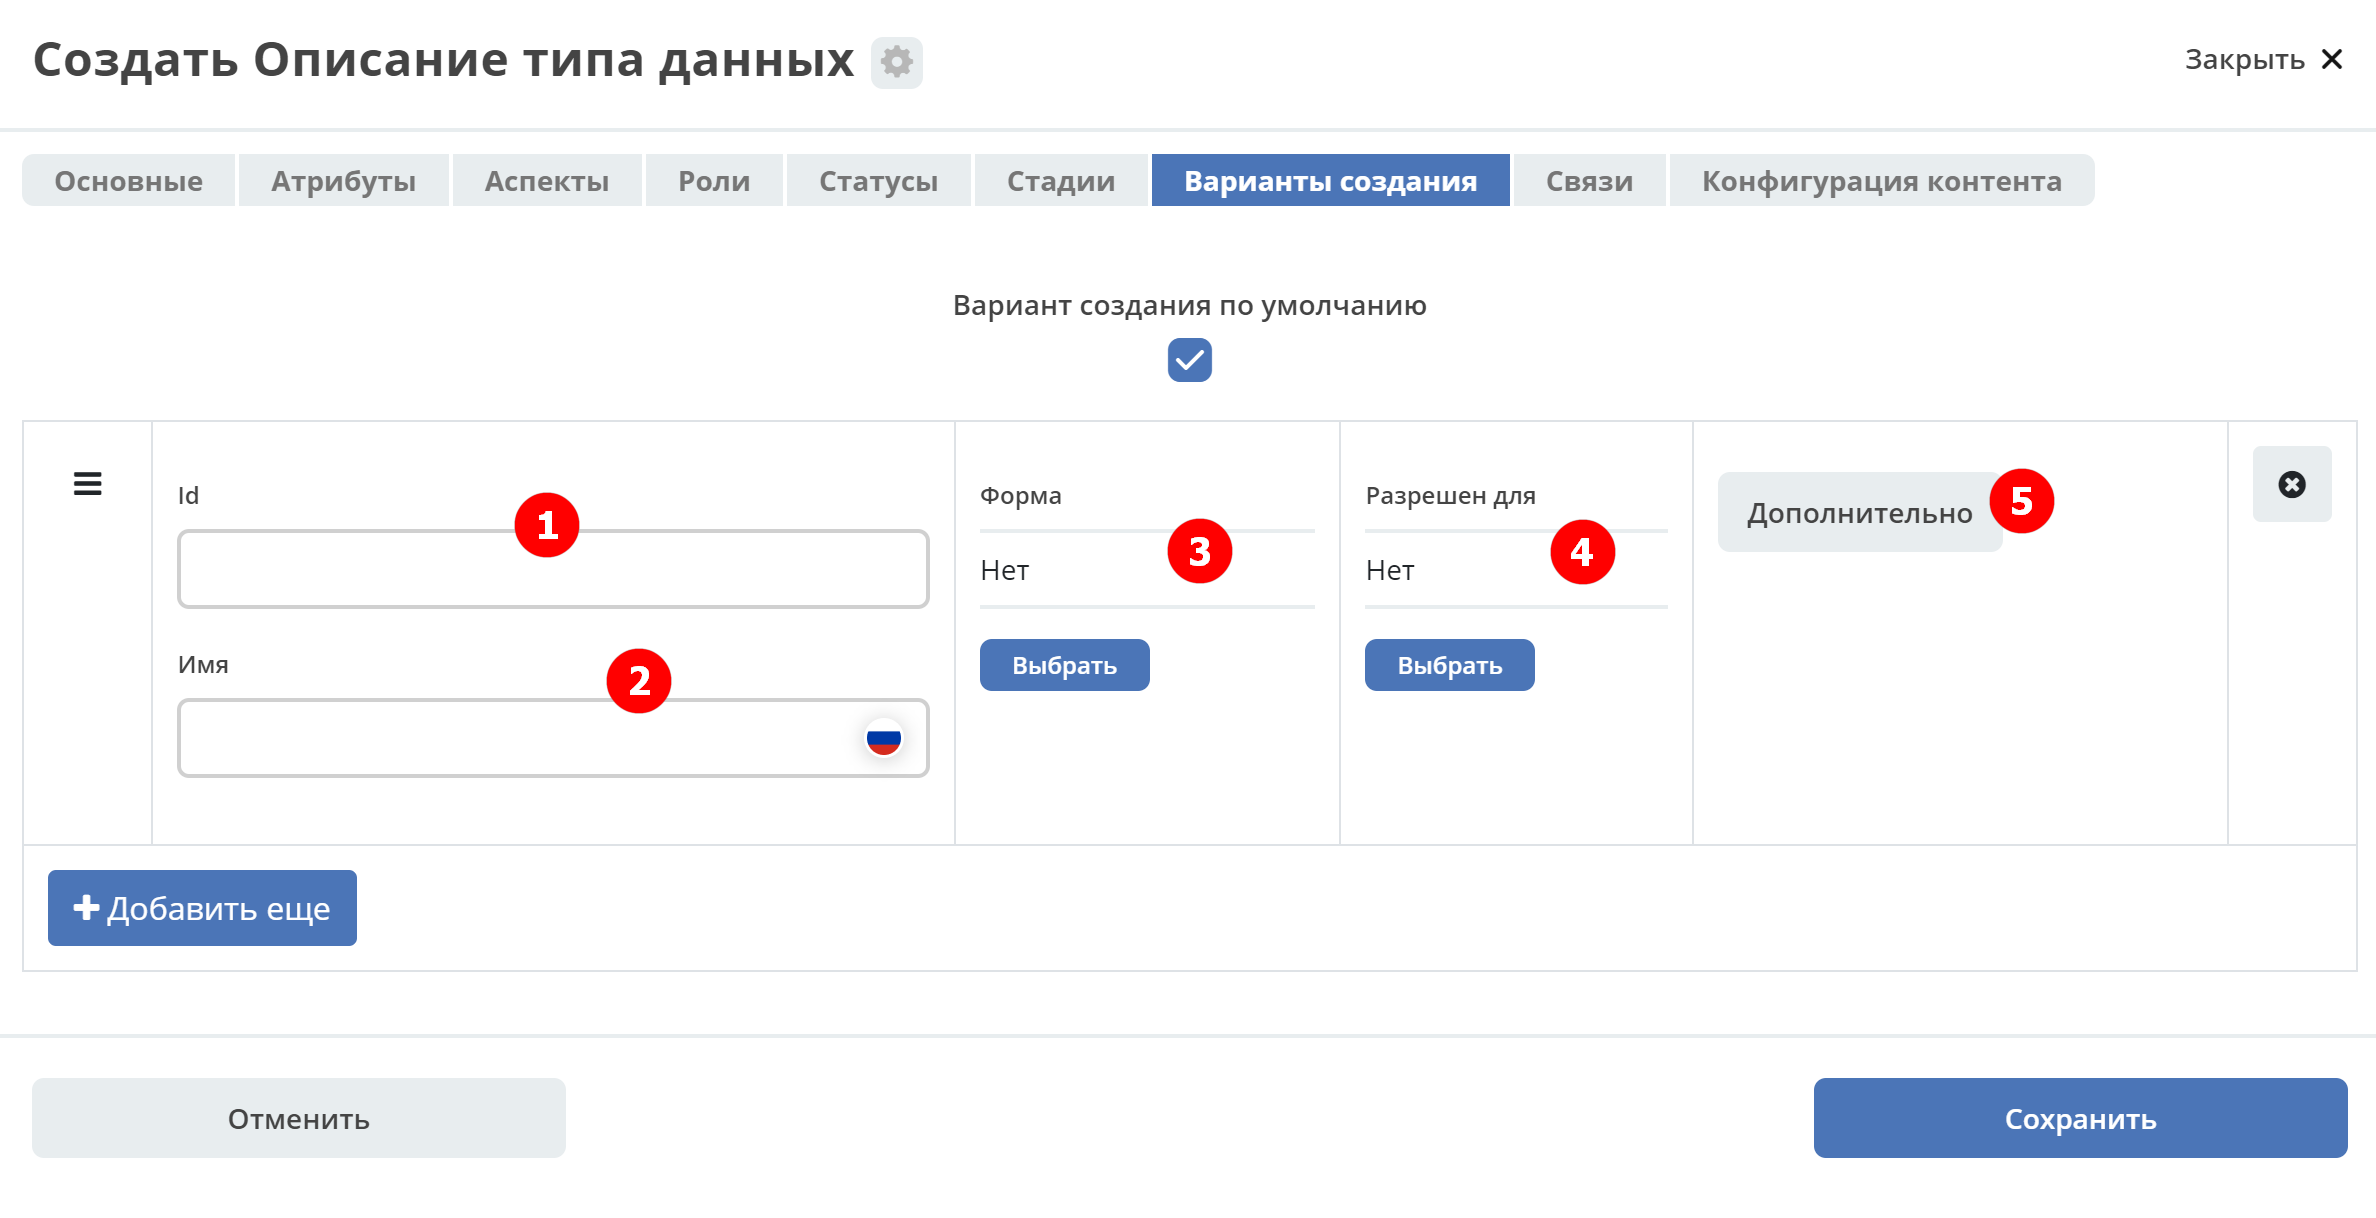 Создать Описание типа данных
Закрыть
Основные Атрибуты Аспекты Роли Статусы Стадии Варианты создания Связи Конфигурация контента
Вариант создания по умолчанию
Id
1
Имя
2
Форма
3
Нет
Выбрать
Разрешен для
4
Нет
Выбрать
Дополнительно
5
Добавить еще
Отменить
Сохранить